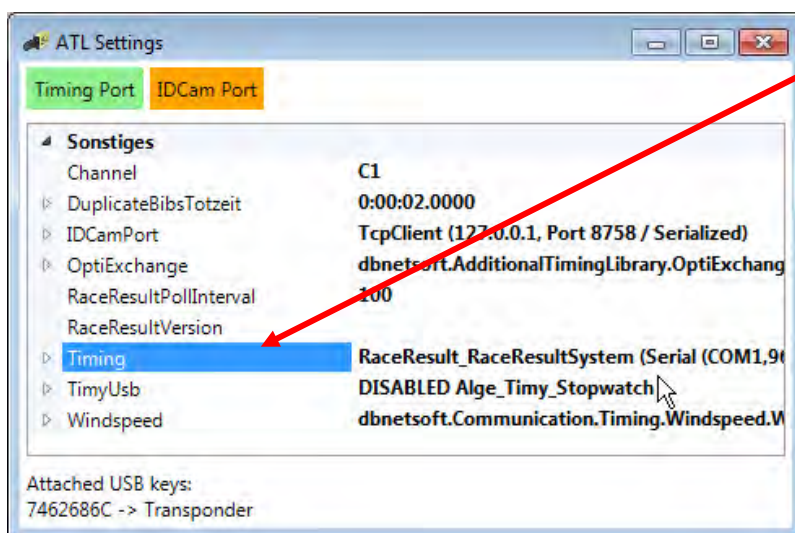 ATL Settings
Timing Port IDCam Port
Sonstiges
Channel C1
DuplicateBibsTotzeit 0:00:02.0000
IDCamPort TcpClient (127.0.0.1, Port 8758 / Serialized)
OptiExchange dbnetsoft.AdditionalTimingLibrary.OptiExchang
RaceResultPollInterval 100
RaceResultVersion
Timing RaceResult_RaceResultSystem (Serial (COM1,96
TimyUsb DISABLED Alge_Timy_Stopwatch
Windspeed dbnetsoft.Communication.Timing.Windspeed.W
Attached USB keys:
7462686C -> Transponder